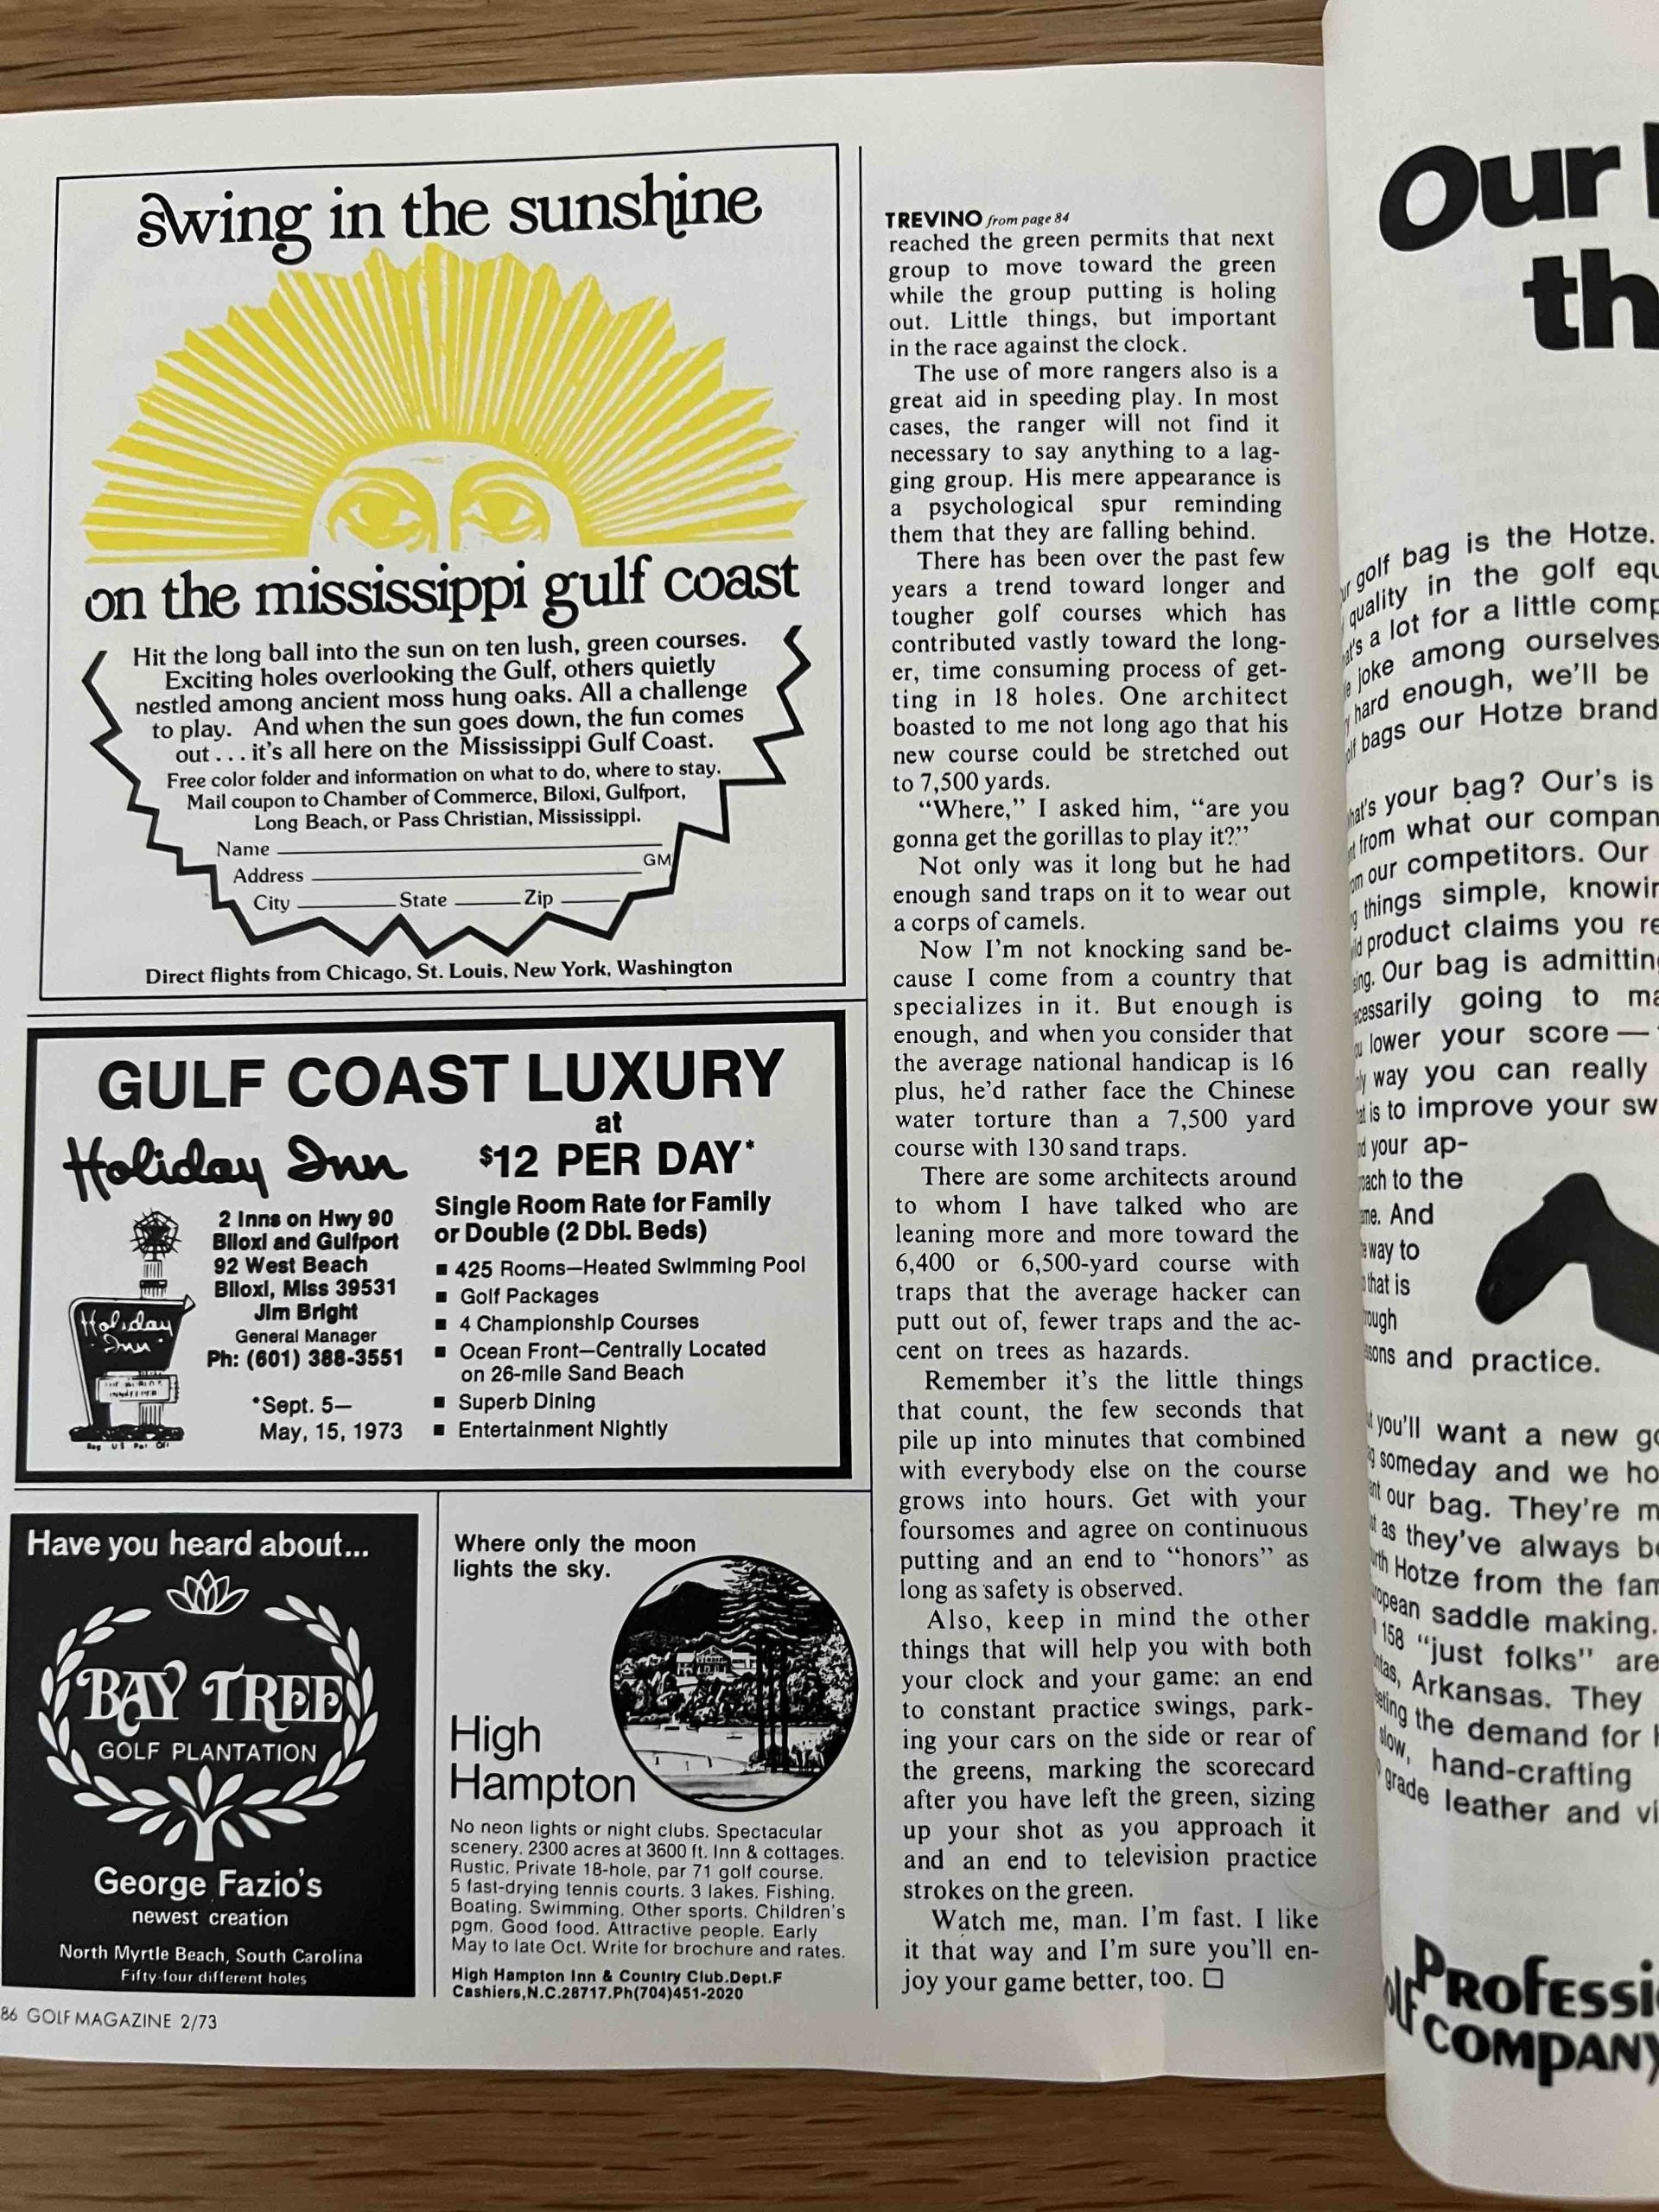 swing in the sunshine
on the mississippi gulf coast
Hit the long ball into the sun on ten lush, green courses.
Exciting holes overlooking the Gulf, others quietly
nestled among ancient moss hung oaks. All a challenge
to play. And when the sun goes down, the fun comes
out . . . it's all here on the Mississippi Gulf Coast.
Free color folder and information on what to do, where to stay.
Mail coupon to Chamber of Commerce, Biloxi, Gulfport,
Long Beach, or Pass Christian, Mississippi.
Name
GM
Address
City State Zip
Direct flights from Chicago, St. Louis, New York, Washington
GULF COAST LUXURY
at
Holiday Inn
$12 PER DAY*
2 Inns on Hwy 90
Biloxi and Gulfport
92 West Beach
Biloxi, Miss 39531
Jim Bright
General Manager
Ph: (601) 388-3551
*Sept. 5—
May, 15, 1973
Holiday
Inn
Single Room Rate for Family
or Double (2 Dbl. Beds)
■ 425 Rooms—Heated Swimming Pool
■ Golf Packages
■ 4 Championship Courses
■ Ocean Front—Centrally Located
on 26-mile Sand Beach
■ Superb Dining
■ Entertainment Nightly
Have you heard about...
BAY TREE
GOLF PLANTATION
George Fazio's
newest creation
North Myrtle Beach, South Carolina
Fifty-four different holes
Where only the moon
lights the sky.
High
Hampton
No neon lights or night clubs. Spectacular
scenery. 2300 acres at 3600 ft. Inn & cottages.
Rustic. Private 18-hole, par 71 golf course.
5 fast-drying tennis courts. 3 lakes. Fishing.
Boating. Swimming. Other sports. Children's
pgm. Good food. Attractive people. Early
May to late Oct. Write for brochure and rates.
High Hampton Inn & Country Club.Dept.F
Cashiers,N.C.28717.Ph(704)451-2020
86 GOLF MAGAZINE 2/73
TREVINO from page 84
reached the green permits that next
group to move toward the green
while the group putting is holing
out. Little things, but important
in the race against the clock.
The use of more rangers also is a
great aid in speeding play. In most
cases, the ranger will not find it
necessary to say anything to a lag-
ging group. His mere appearance is
a psychological spur reminding
them that they are falling behind.
There has been over the past few
years a trend toward longer and
tougher golf courses which has
contributed vastly toward the long-
er, time consuming process of get-
ting in 18 holes. One architect
boasted to me not long ago that his
new course could be stretched out
to 7,500 yards.
"Where," I asked him, "are you
gonna get the gorillas to play it?"
Not only was it long but he had
enough sand traps on it to wear out
a corps of camels.
Now I'm not knocking sand be-
cause I come from a country that
specializes in it. But enough is
enough, and when you consider that
the average national handicap is 16
plus, he'd rather face the Chinese
water torture than a 7,500 yard
course with 130 sand traps.
There are some architects around
to whom I have talked who are
leaning more and more toward the
6,400 or 6,500-yard course with
traps that the average hacker can
putt out of, fewer traps and the ac-
cent on trees as hazards.
Remember it's the little things
that count, the few seconds that
pile up into minutes that combined
with everybody else on the course
grows into hours. Get with your
foursomes and agree on continuous
putting and an end to "honors" as
long as safety is observed.
Also, keep in mind the other
things that will help you with both
your clock and your game: an end
to constant practice swings, park-
ing your cars on the side or rear of
the greens, marking the scorecard
after you have left the green, sizing
up your shot as you approach it
and an end to television practice
strokes on the green.
Watch me, man. I'm fast. I like
it that way and I'm sure you'll en-
joy your game better, too. □
Our
th
golf bag is the Hotze.
quality in the golf equ
a lot for a little comp
joke among ourselves
hard enough, we'll be
bags our Hotze brand
your bag? Our's is
from what our compan
our competitors. Our
things simple, knowin
product claims you re
Our bag is admitting
going to ma
lower your score —
way you can really
is to improve your sw
your ap-
to the
And
way to
that is
and practice.
you'll want a new go
someday and we ho
our bag. They're m
as they've always be
Hotze from the fam
saddle making.
158 "just folks" are
Arkansas. They
the demand for
hand-crafting
grade leather and vi
PROFESSI
COMPANY